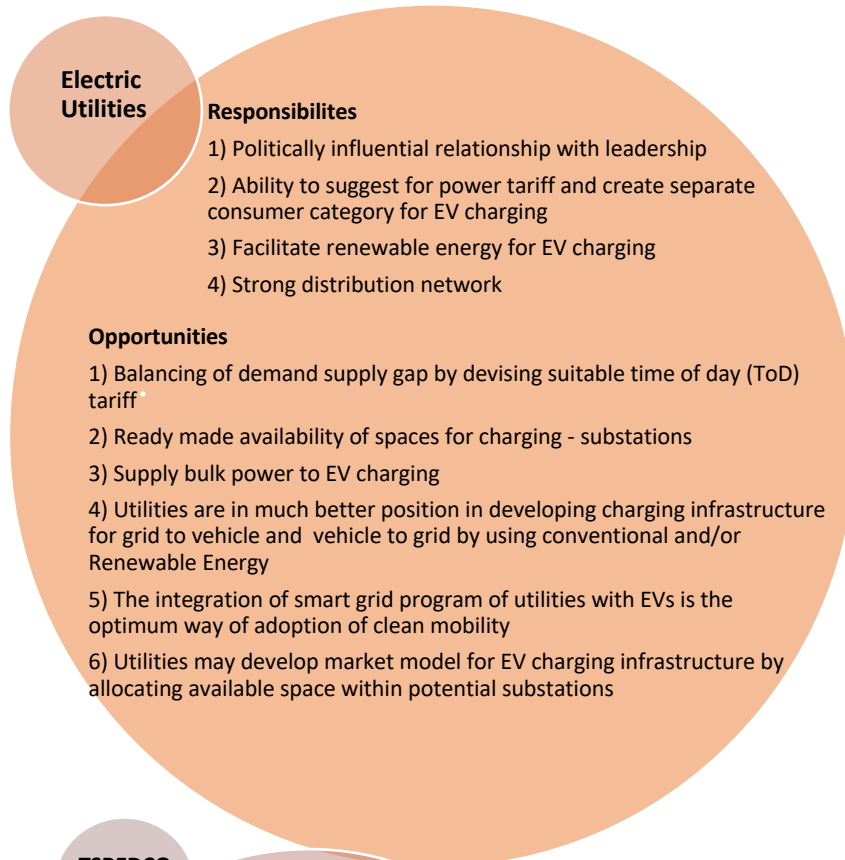 Electric
Utilities
Responsibilites
1) Politically influential relationship with leadership
2) Ability to suggest for power tariff and create separate
consumer category for EV charging
3) Facilitate renewable energy for EV charging
4) Strong distribution network
Opportunities
1) Balancing of demand supply gap by devising suitable time of day (ToD)
tariff
2) Ready made availability of spaces for charging - substations
3) Supply bulk power to EV charging
4) Utilities are in much better position in developing charging infrastructure
for grid to vehicle and vehicle to grid by using conventional and/or
Renewable Energy
5) The integration of smart grid program of utilities with EVs is the
optimum way of adoption of clean mobility
6) Utilities may develop market model for EV charging infrastructure by
allocating available space within potential substations